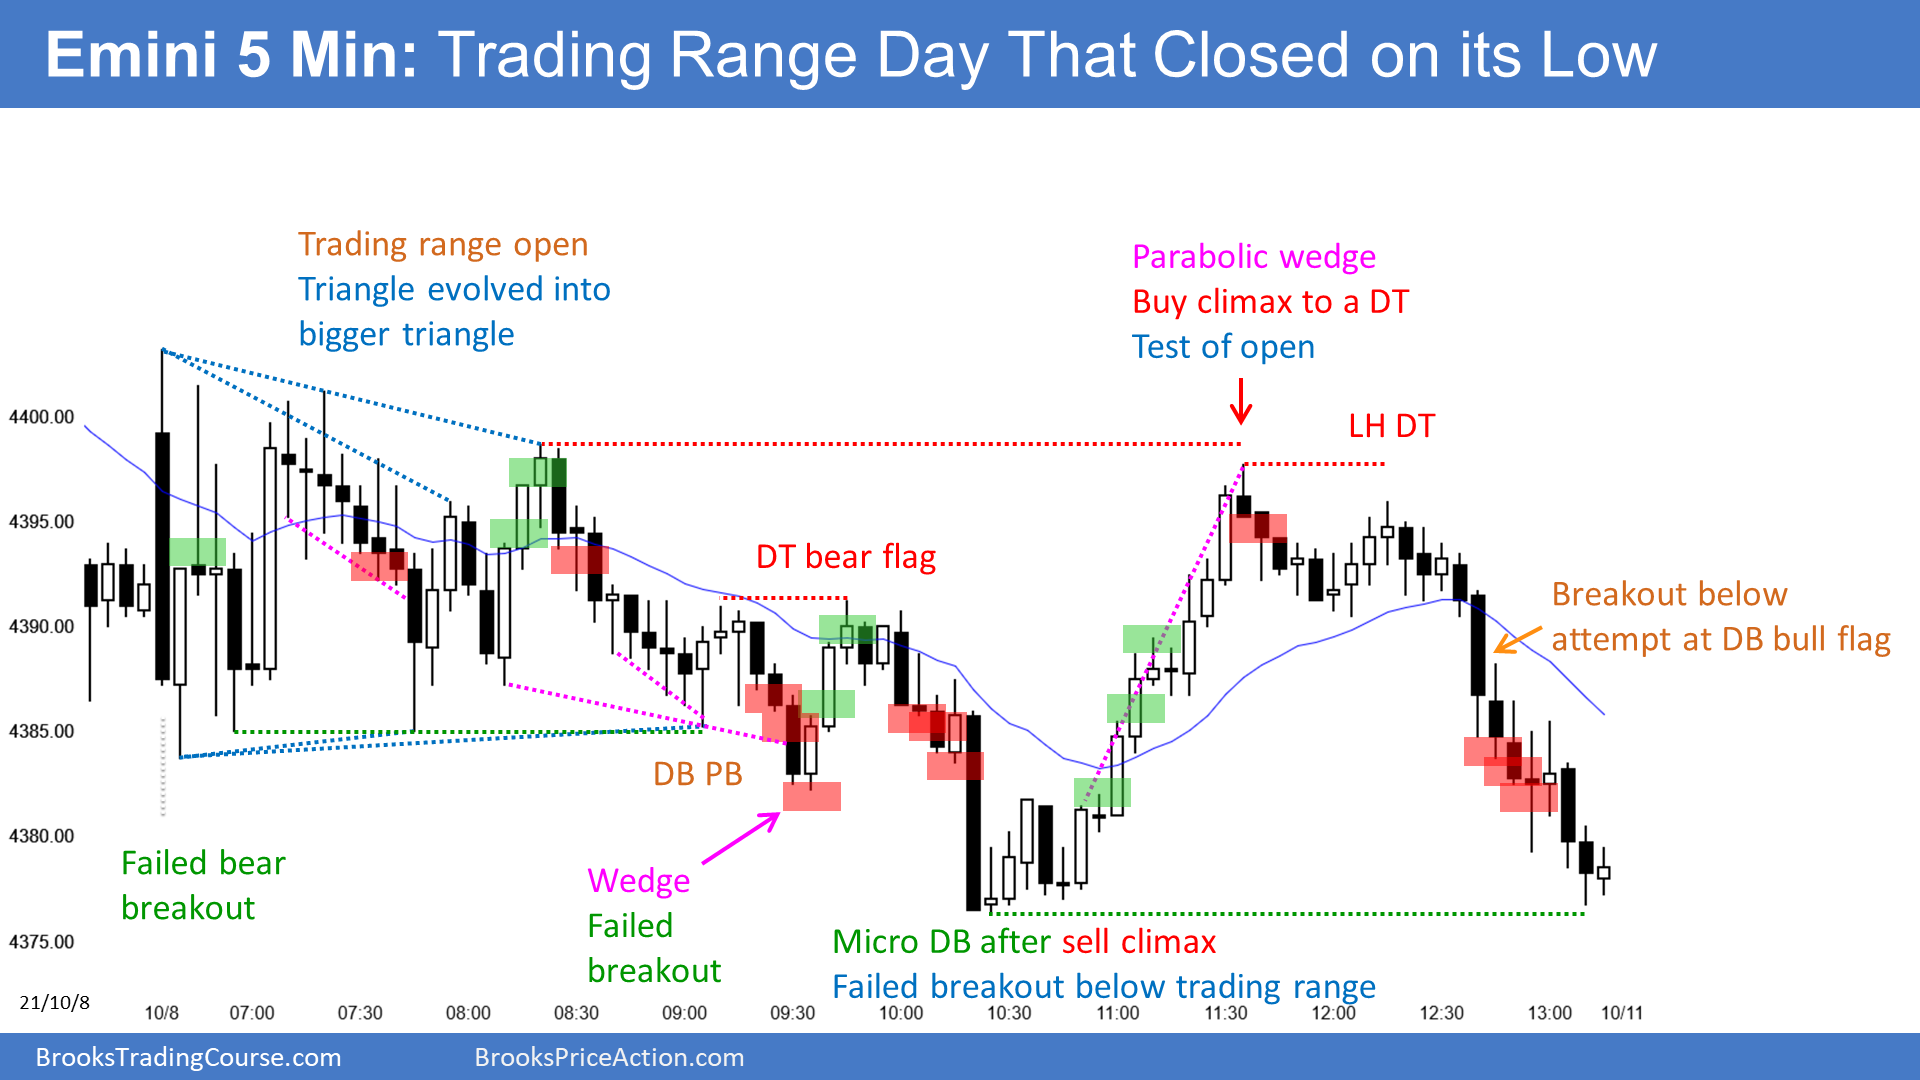 Emini 5 Min: Trading Range Day That Closed on its Low
Trading range open
Triangle evolved into
bigger triangle
Parabolic wedge
Buy climax to a DT
Test of open
LH DT
DT bear flag
Breakout below
attempt at DB bull flag
DB PB
Failed bear
breakout
Wedge
Failed
breakout
Micro DB after sell climax
Failed breakout below trading range
4400.00
4395.00
4390.00
4385.00
4380.00
4375.00
21/10/8
10/8 07:00 07:30 08:00 08:30 09:00 09:30 10:00 10:30 11:00 11:30 12:00 12:30 13:00 10/11
BrooksTradingCourse.com BrooksPriceAction.com